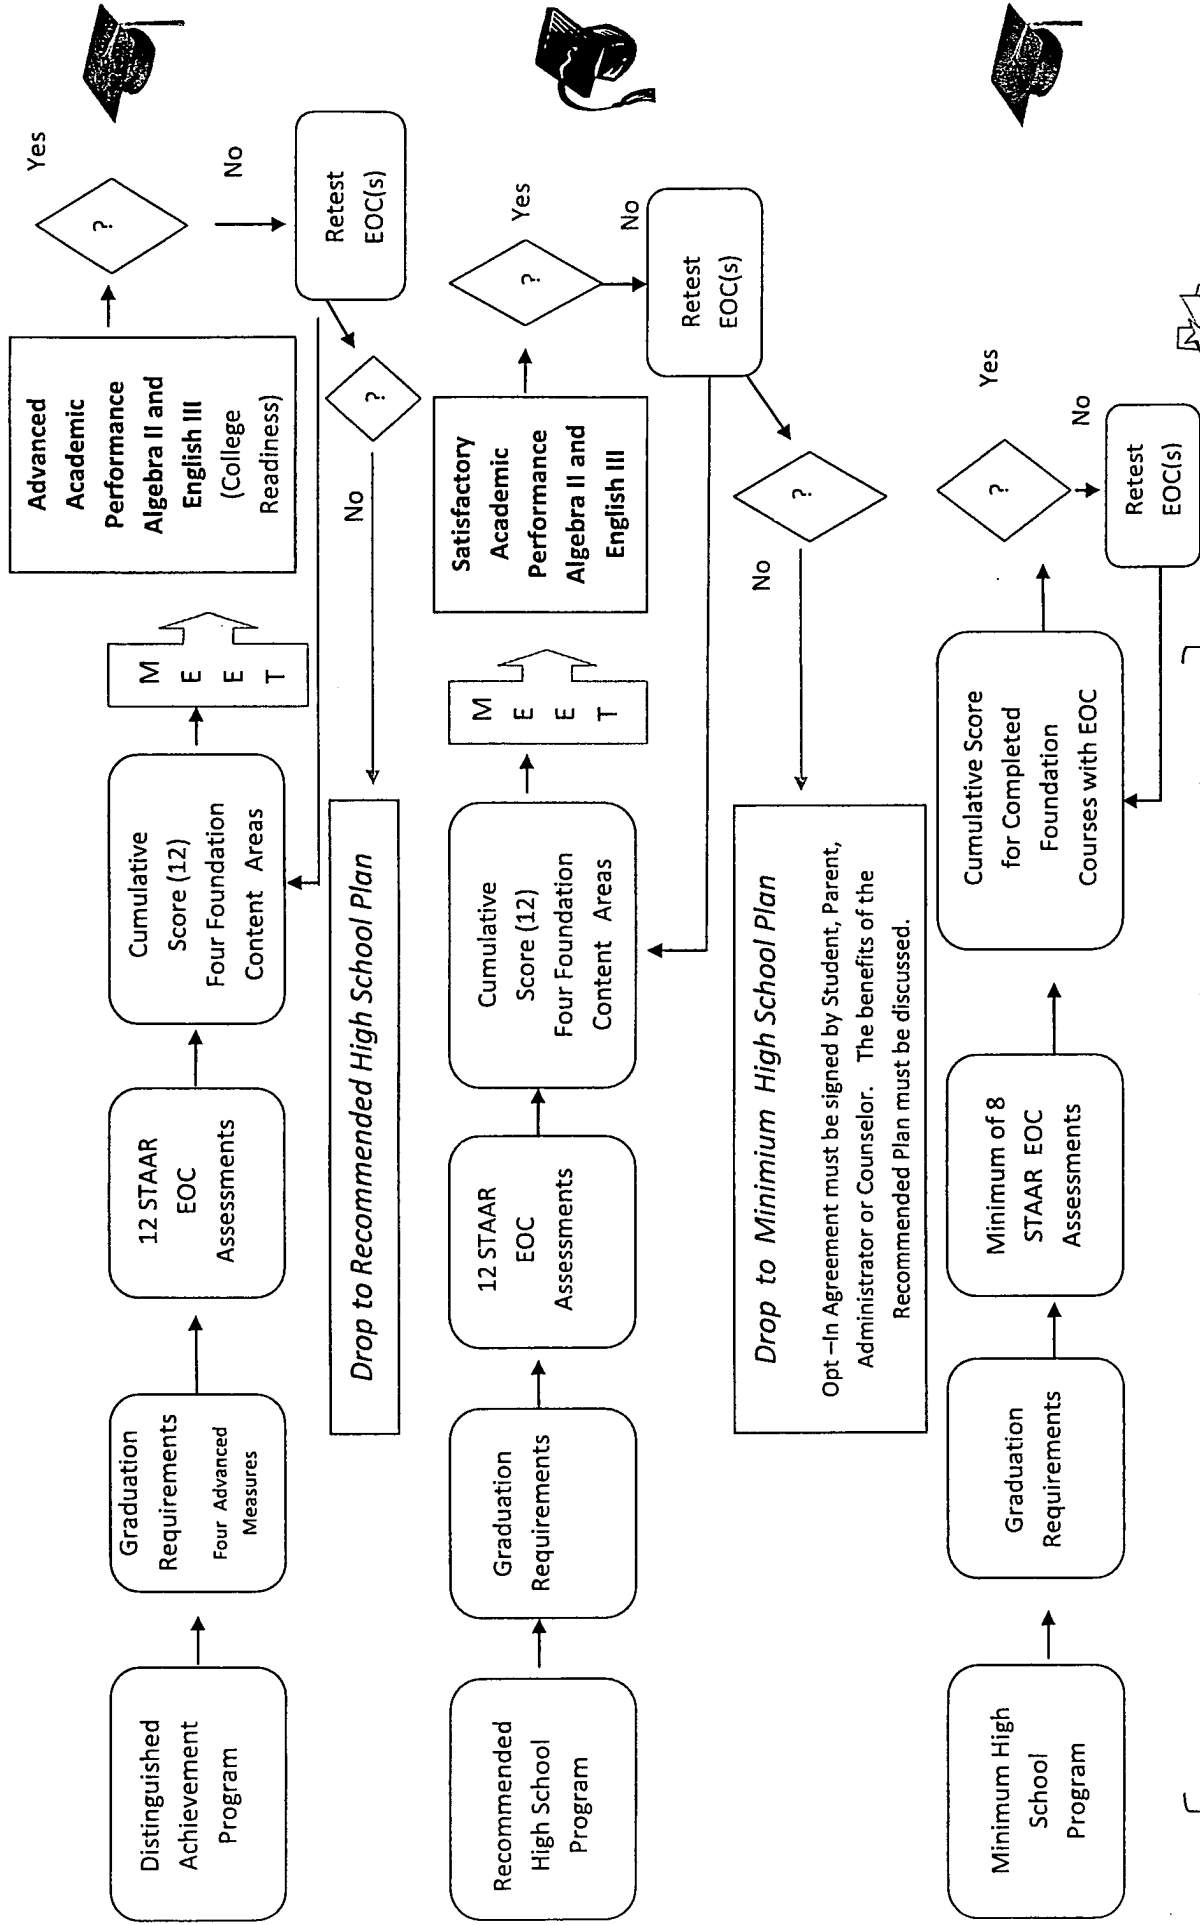 Distinguished
Achievement
Program
Graduation
Requirements
Four Advanced
Measures
12 STAAR
EOC
Assessments
Cumulative
Score (12)
Four Foundation
Content Areas
M
E
E
T
Advanced
Academic
Performance
Algebra II and
English III
(College
Readiness)
?
Yes
No
Retest
EOC(s)
?
No
Drop to Recommended High School Plan
Recommended
High School
Program
Graduation
Requirements
12 STAAR
EOC
Assessments
Cumulative
Score (12)
Four Foundation
Content Areas
M
E
E
T
Satisfactory
Academic
Performance
Algebra II and
English III
?
Yes
No
Retest
EOC(s)
?
No
Drop to Minimium High School Plan
Opt –In Agreement must be signed by Student, Parent,
Administrator or Counselor. The benefits of the
Recommended Plan must be discussed.
Minimum High
School
Program
Graduation
Requirements
Minimum of 8
STAAR EOC
Assessments
Cumulative Score
for Completed
Foundation
Courses with EOC
?
Yes
No
Retest
EOC(s)